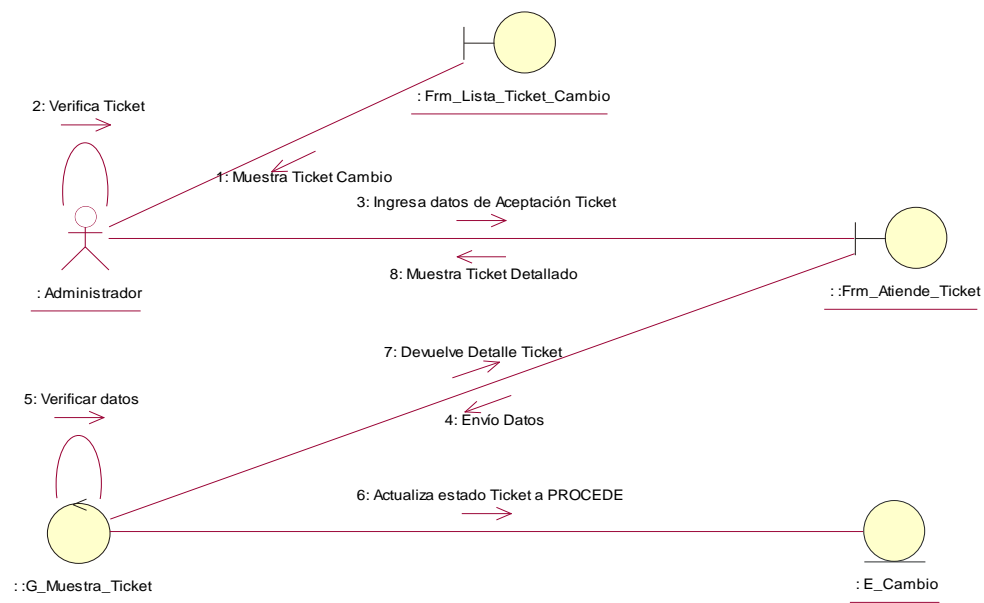 : Frm_Lista_Ticket_Cambio
2: Verifica Ticket
1: Muestra Ticket Cambio
3: Ingresa datos de Aceptación Ticket
8: Muestra Ticket Detallado
: Administrador
: :Frm_Atiende_Ticket
7: Devuelve Detalle Ticket
5: Verificar datos
4: Envío Datos
6: Actualiza estado Ticket a PROCEDE
: :G_Muestra_Ticket
: E_Cambio